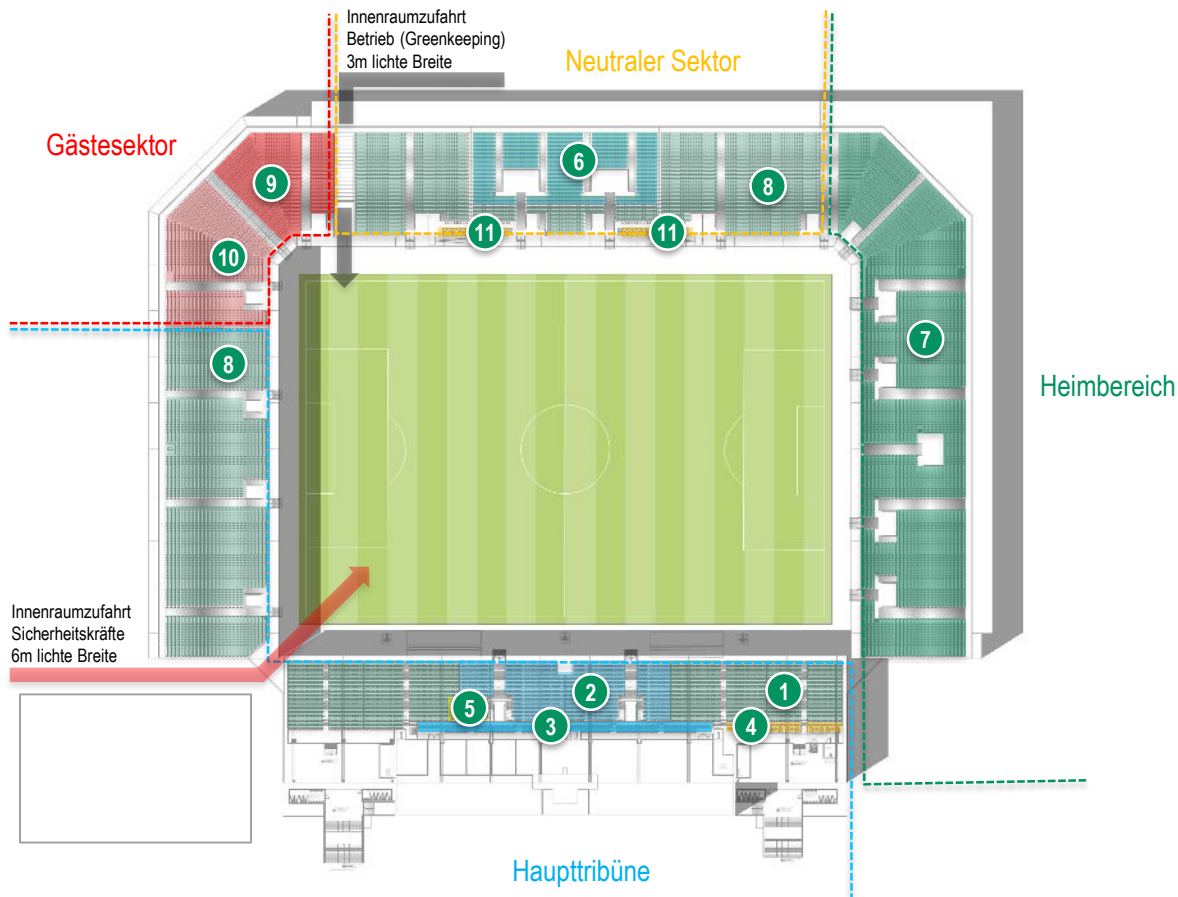 Innenraumzufahrt
Betrieb (Greenkeeping)
3m lichte Breite
Neutraler Sektor
Gästesektor
6
9
8
11
11
10
7
8
Heimbereich
Innenraumzufahrt
Sicherheitskräfte
6m lichte Breite
1
2
5
3
4
Haupttribüne